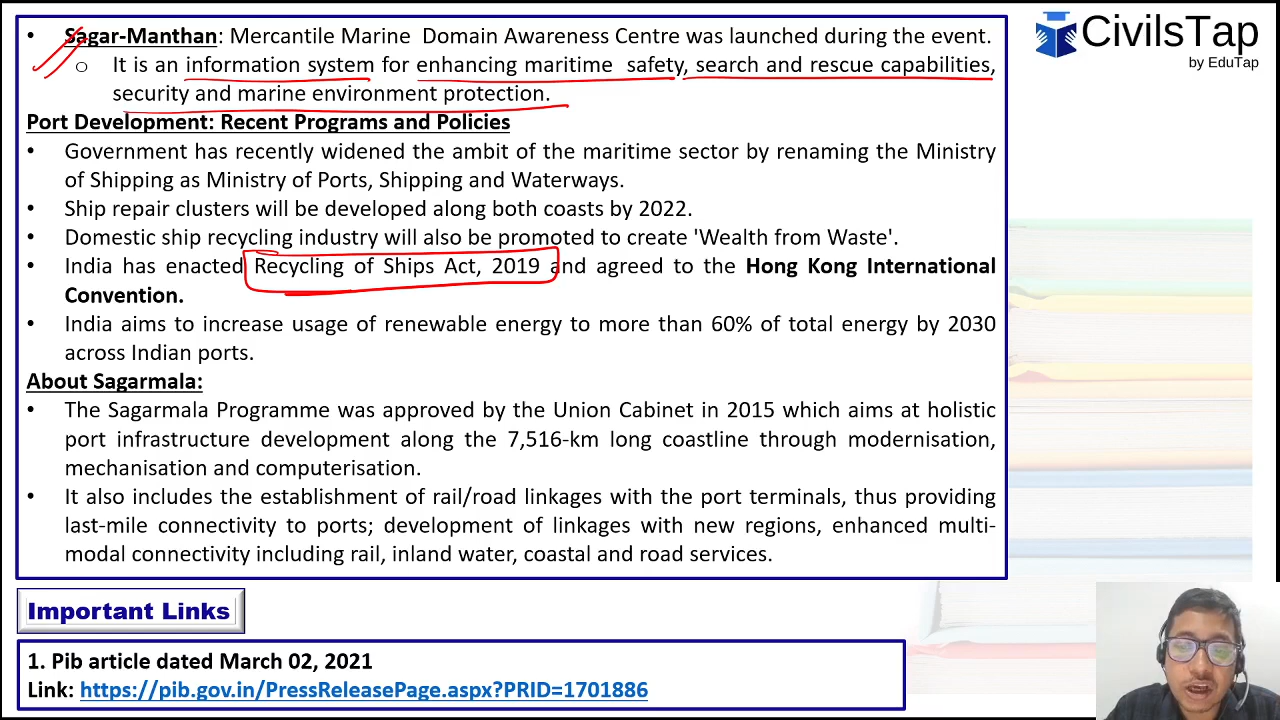 • Sagar-Manthan: Mercantile Marine Domain Awareness Centre was launched during the event.
o It is an information system for enhancing maritime safety, search and rescue capabilities,
security and marine environment protection.
Port Development: Recent Programs and Policies
• Government has recently widened the ambit of the maritime sector by renaming the Ministry
of Shipping as Ministry of Ports, Shipping and Waterways.
• Ship repair clusters will be developed along both coasts by 2022.
• Domestic ship recycling industry will also be promoted to create 'Wealth from Waste'.
• India has enacted Recycling of Ships Act, 2019 and agreed to the Hong Kong International
Convention.
• India aims to increase usage of renewable energy to more than 60% of total energy by 2030
across Indian ports.
About Sagarmala:
• The Sagarmala Programme was approved by the Union Cabinet in 2015 which aims at holistic
port infrastructure development along the 7,516-km long coastline through modernisation,
mechanisation and computerisation.
• It also includes the establishment of rail/road linkages with the port terminals, thus providing
last-mile connectivity to ports; development of linkages with new regions, enhanced multi-
modal connectivity including rail, inland water, coastal and road services.
Important Links
1. Pib article dated March 02, 2021
Link: https://pib.gov.in/PressReleasePage.aspx?PRID=1701886
CivilsTap
by EduTap